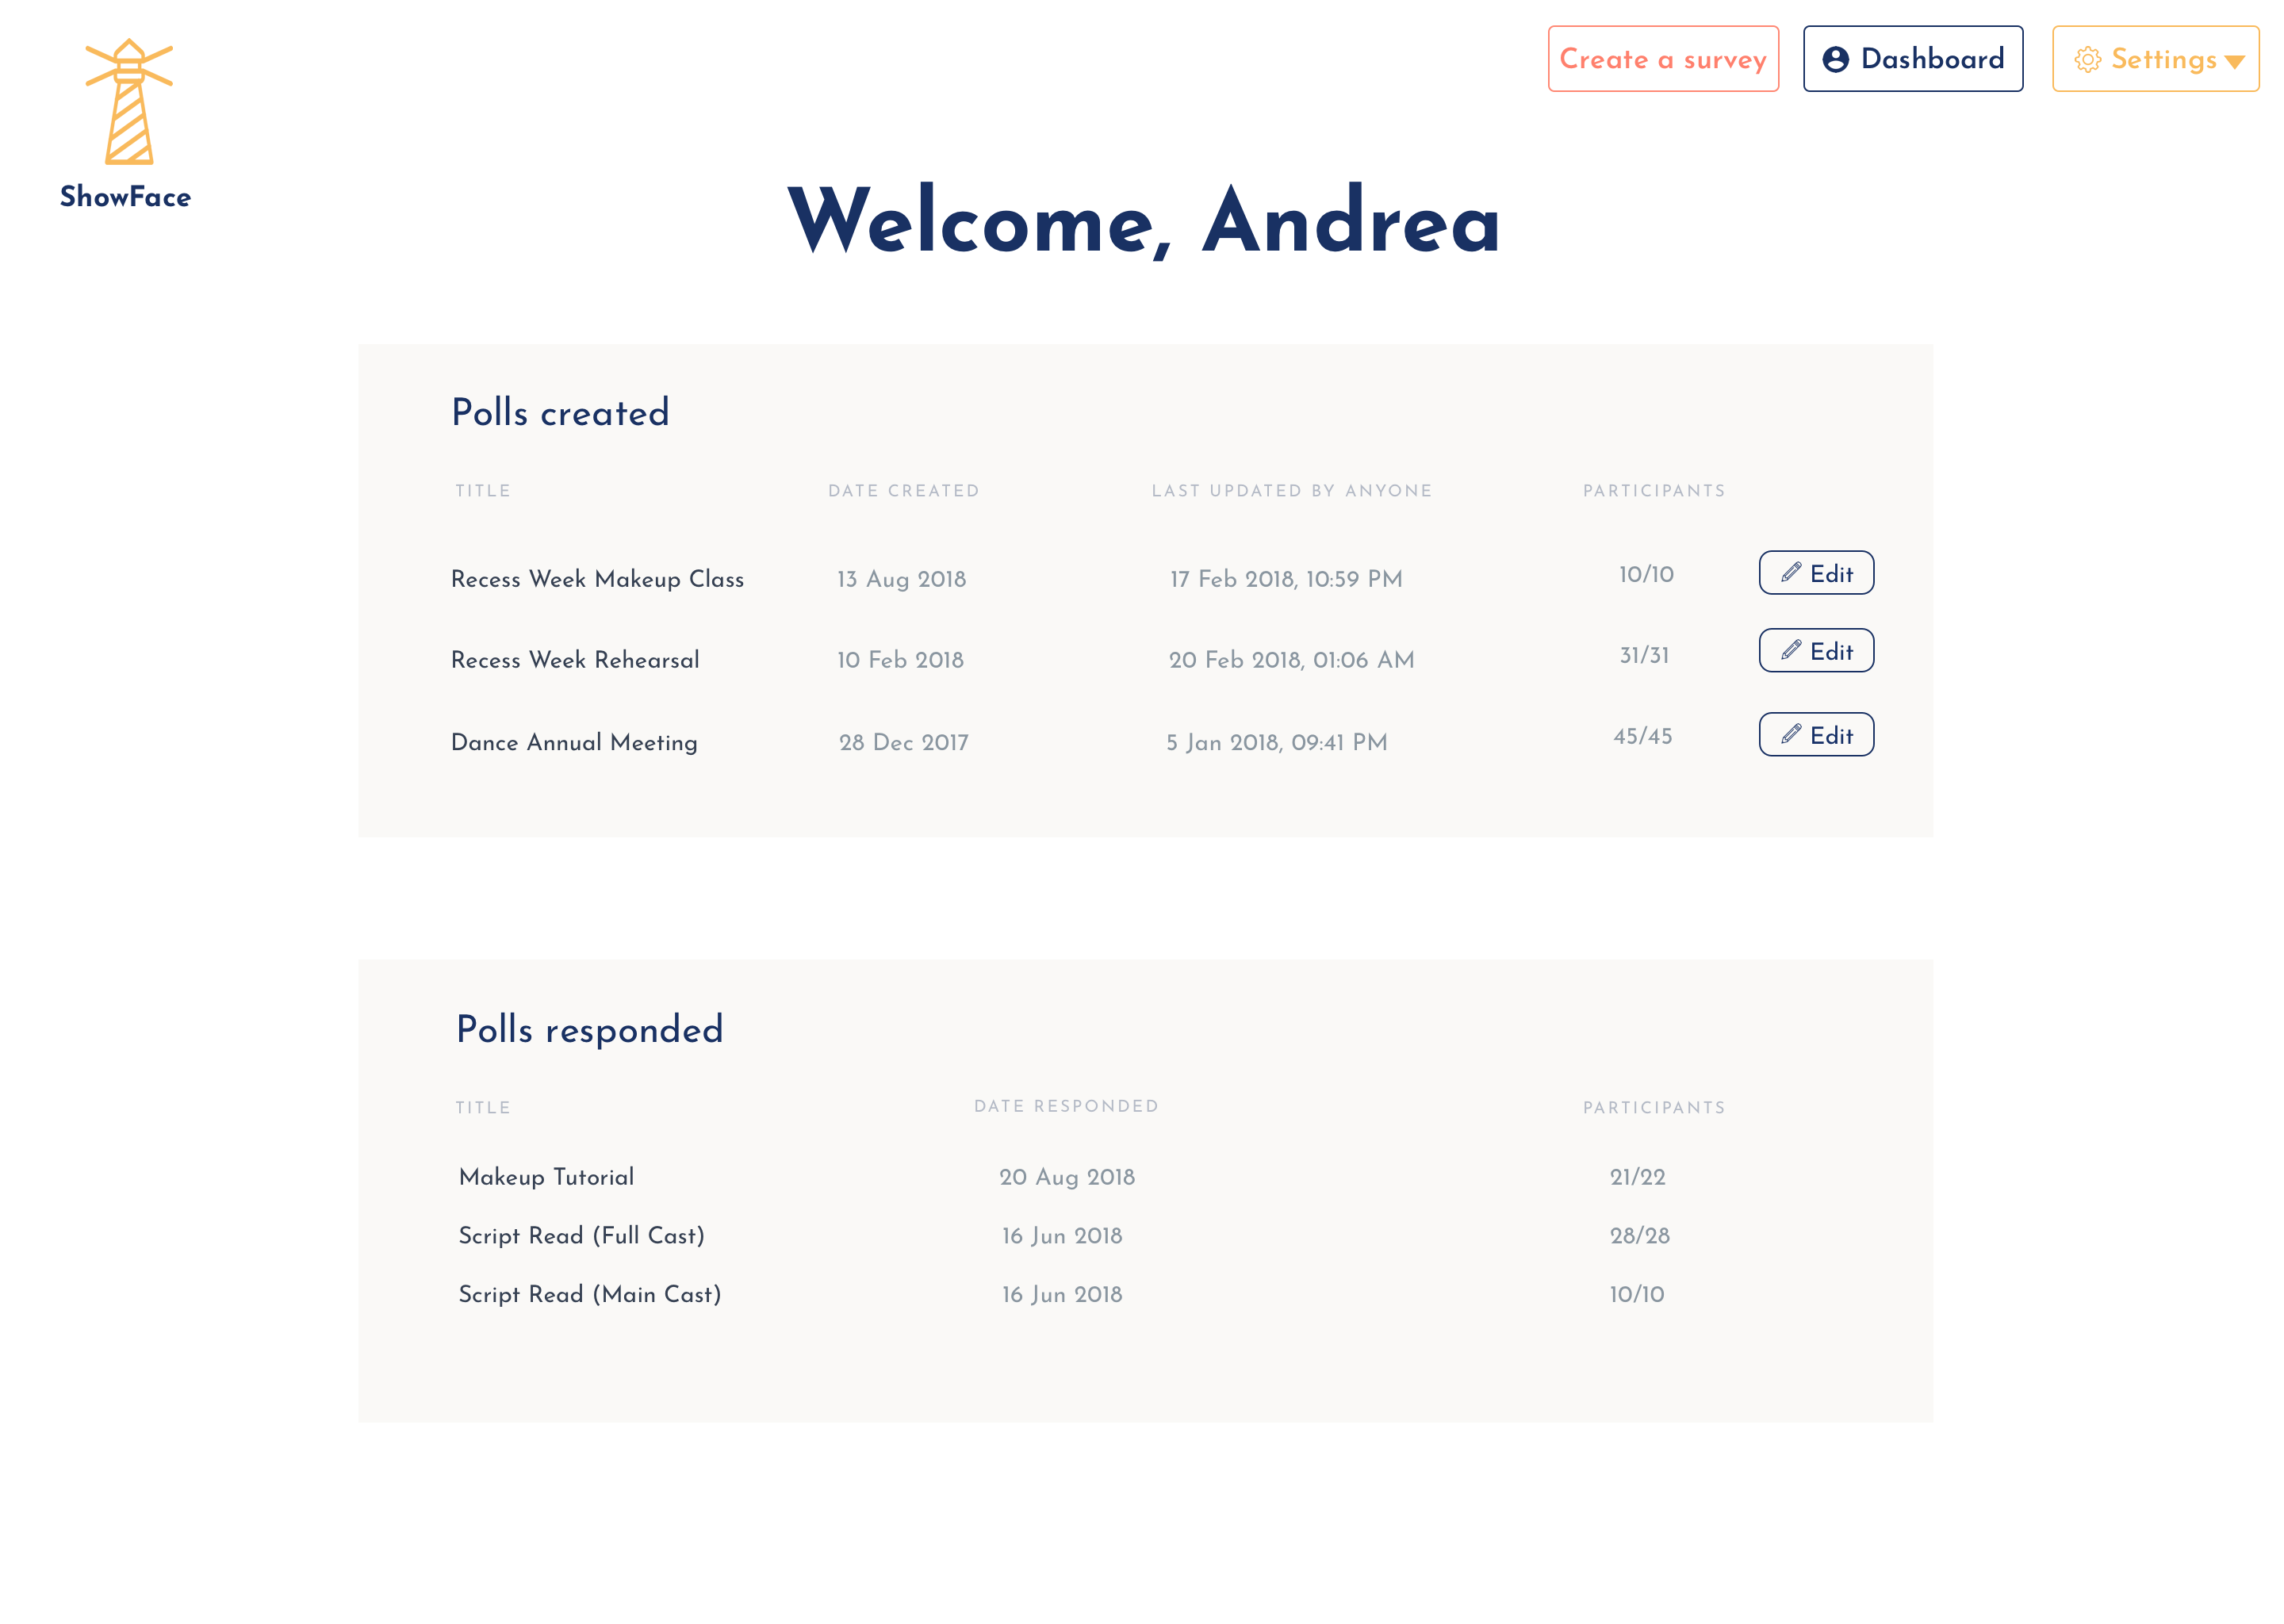 Create a survey Dashboard Settings
ShowFace
Welcome, Andrea
Polls created
TITLE DATE CREATED LAST UPDATED BY ANYONE PARTICIPANTS
Recess Week Makeup Class 13 Aug 2018 17 Feb 2018, 10:59 PM 10/10 Edit
Recess Week Rehearsal 10 Feb 2018 20 Feb 2018, 01:06 AM 31/31 Edit
Dance Annual Meeting 28 Dec 2017 5 Jan 2018, 09:41 PM 45/45 Edit
Polls responded
TITLE DATE RESPONDED PARTICIPANTS
Makeup Tutorial 20 Aug 2018 21/22
Script Read (Full Cast) 16 Jun 2018 28/28
Script Read (Main Cast) 16 Jun 2018 10/10